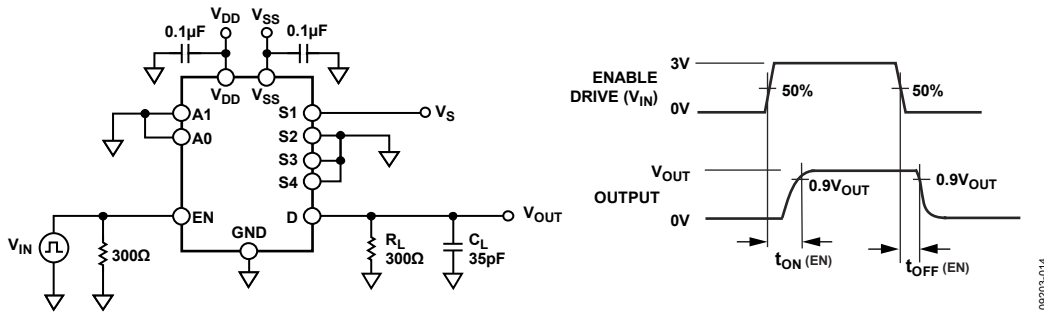 VDD VSS
0.1µF 0.1µF
VDD VSS
A1
A0
S1
S2
S3
S4
VS
EN
D
VOUT
GND
VIN
300Ω
RL
300Ω
CL
35pF
3V
ENABLE
DRIVE (VIN)
50% 50%
0V
VOUT
0.9VOUT 0.9VOUT
OUTPUT
0V
tON (EN)
tOFF (EN)
09203-014